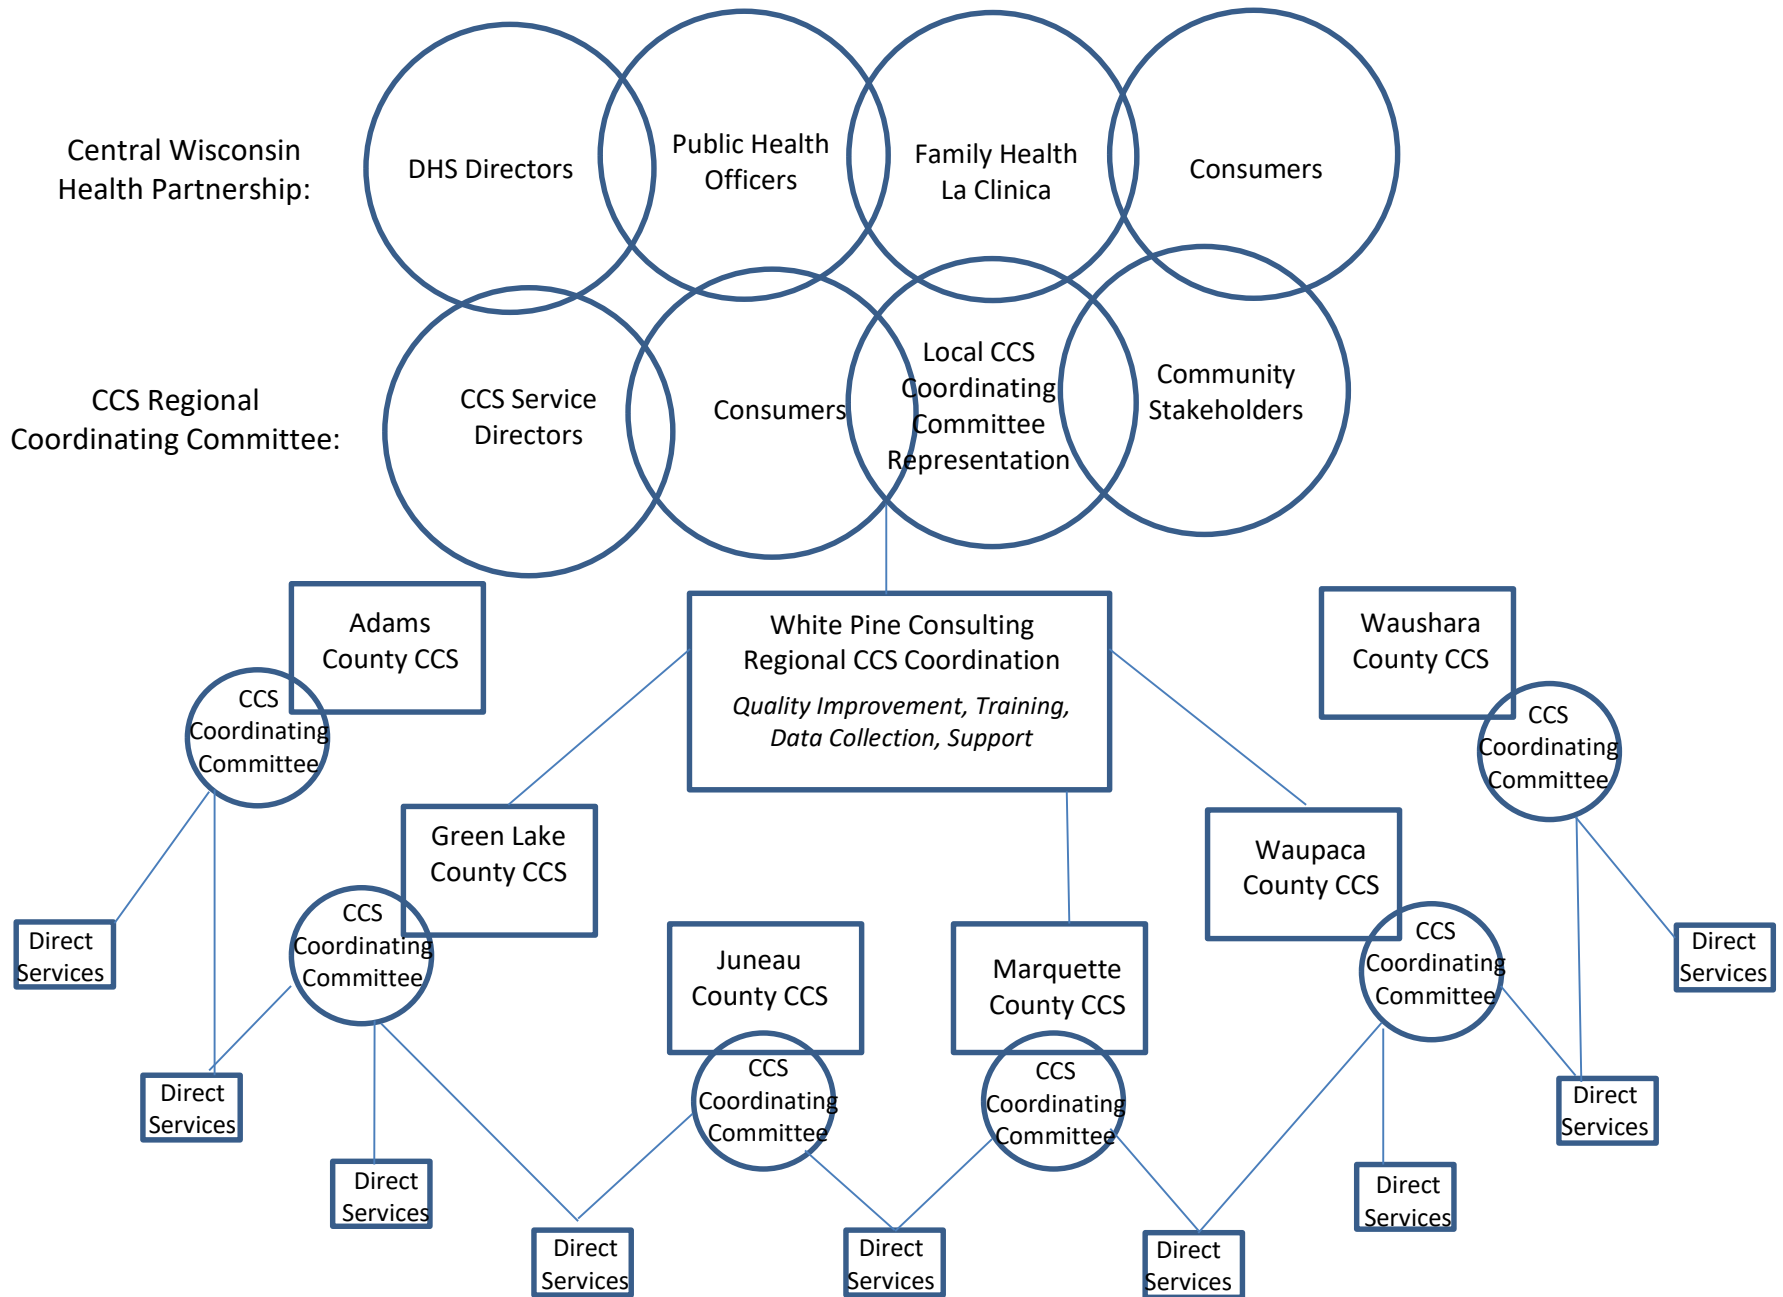 Central Wisconsin
Health Partnership:
DHS Directors
Public Health
Officers
Family Health
La Clinica
Consumers
CCS Regional
Coordinating Committee:
CCS Service
Directors
Consumers
Local CCS
Coordinating
Committee
Representation
Community
Stakeholders
Adams
County CCS
CCS
Coordinating
Committee
White Pine Consulting
Regional CCS Coordination
Quality Improvement, Training,
Data Collection, Support
Waushara
County CCS
CCS
Coordinating
Committee
Green Lake
County CCS
CCS
Coordinating
Committee
Waupaca
County CCS
CCS
Coordinating
Committee
Juneau
County CCS
CCS
Coordinating
Committee
Marquette
County CCS
CCS
Coordinating
Committee
Direct
Services
Direct
Services
Direct
Services
Direct
Services
Direct
Services
Direct
Services
Direct
Services
Direct
Services
Direct
Services